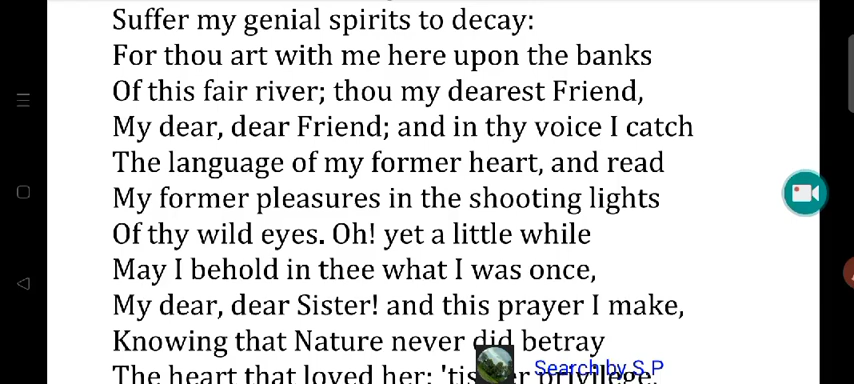 Suffer my genial spirits to decay:
For thou art with me here upon the banks
Of this fair river; thou my dearest Friend,
My dear, dear Friend; and in thy voice I catch
The language of my former heart, and read
My former pleasures in the shooting lights
Of thy wild eyes. Oh! yet a little while
May I behold in thee what I was once,
My dear, dear Sister! and this prayer I make,
Knowing that Nature never did betray
The heart that loved her; 'tis privilege,
Search by S.P